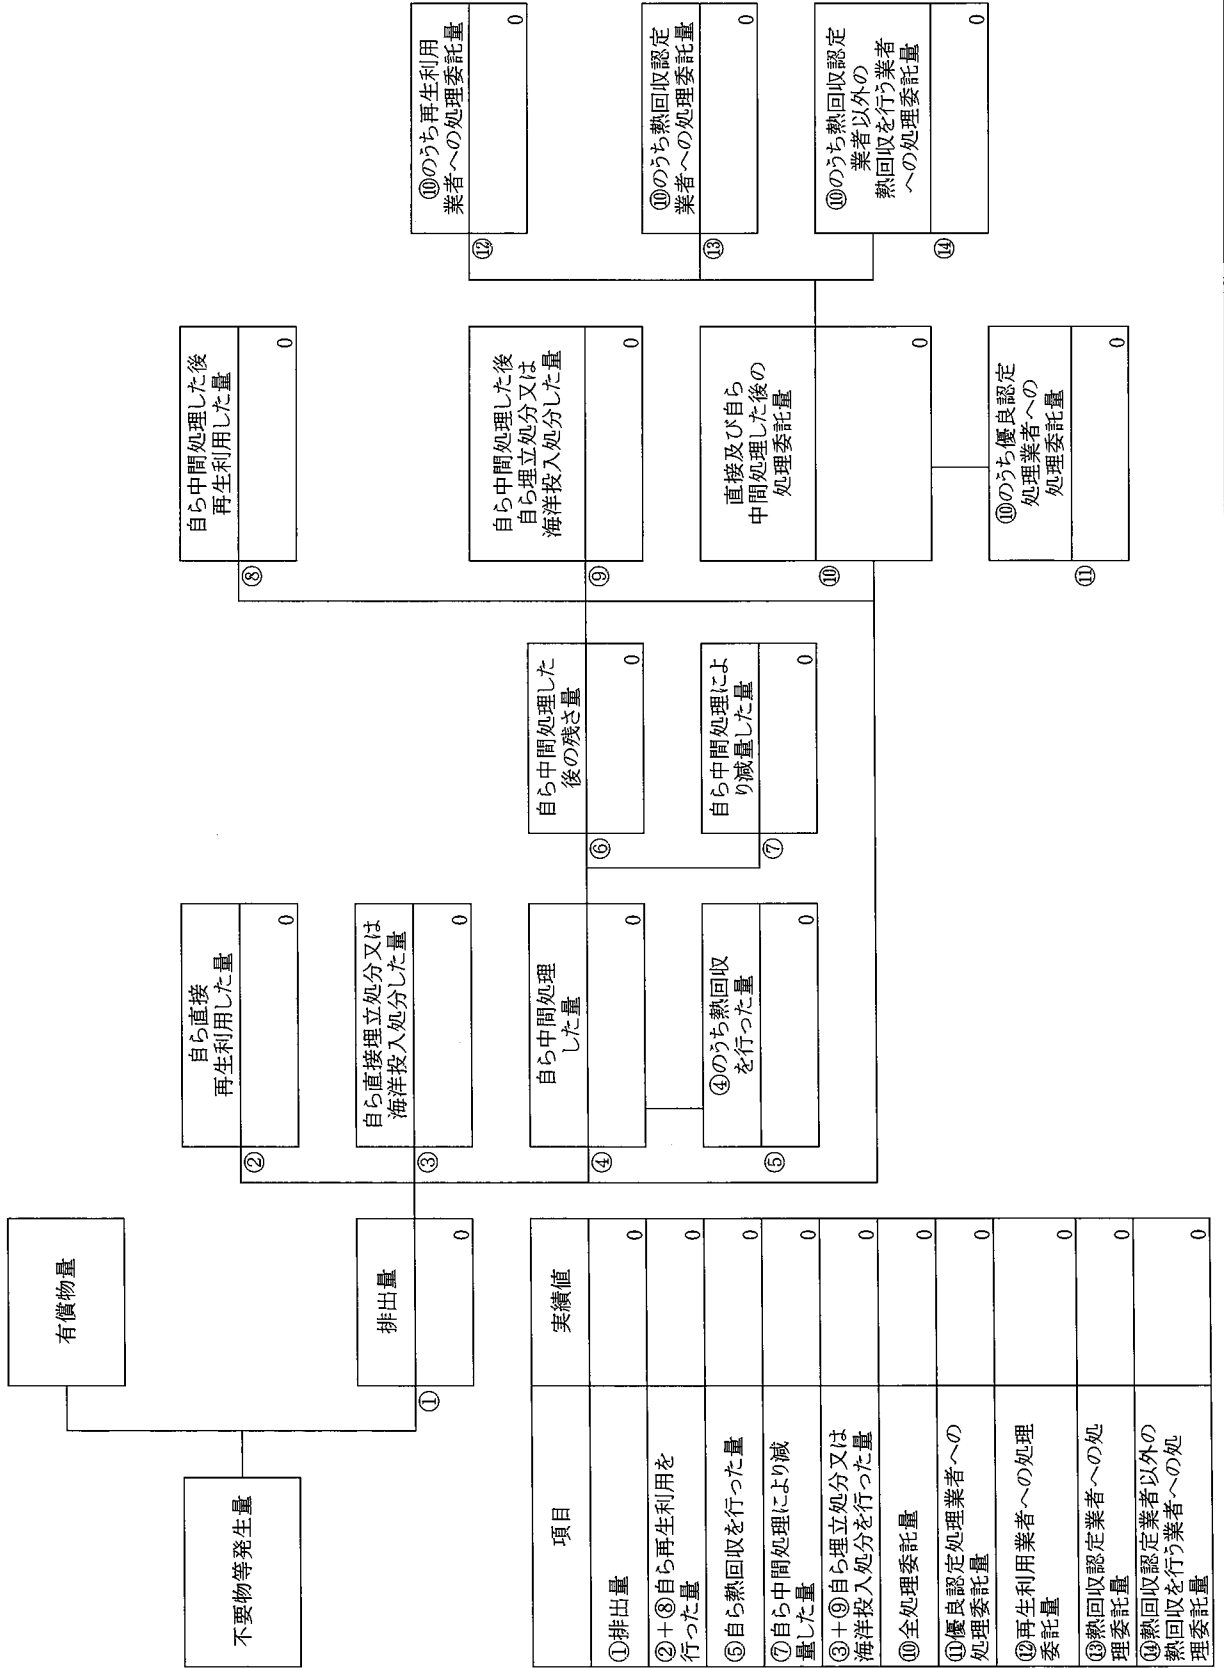 不要物等発生量
有償物量
排出量
①
0
自ら直接
再生利用した量
②
0
自ら直接埋立処分又は
海洋投入処分した量
③
0
自ら中間処理
した量
④
0
④のうち熱回収
を行った量
⑤
0
自ら中間処理した
後の残さ量
⑥
0
自ら中間処理によ
り減量した量
⑦
0
自ら中間処理した後
再生利用した量
⑧
0
自ら中間処理した後
自ら埋立処分又は
海洋投入処分した量
⑨
0
直接及び自ら
中間処理した後の
処理委託量
⑩
0
⑩のうち優良認定
処理業者への
処理委託量
⑪
0
⑩のうち再生利用
業者への処理委託量
⑫
0
⑩のうち熱回収認定
業者への処理委託量
⑬
0
⑩のうち熱回収認定
業者以外の
熱回収を行う業者
への処理委託量
⑭
0
項目 実績値
①排出量 0
②+⑧自ら再生利用を
行った量 0
⑤自ら熱回収を行った量 0
⑦自ら中間処理により減
量した量 0
③+⑨自ら埋立処分又は
海洋投入処分を行った量 0
⑩全処理委託量 0
⑪優良認定処理業者への
処理委託量 0
⑫再生利用業者への処理
委託量 0
⑬熱回収認定業者への処
理委託量 0
⑭熱回収認定業者以外の
熱回収を行う業者への処
理委託量 0